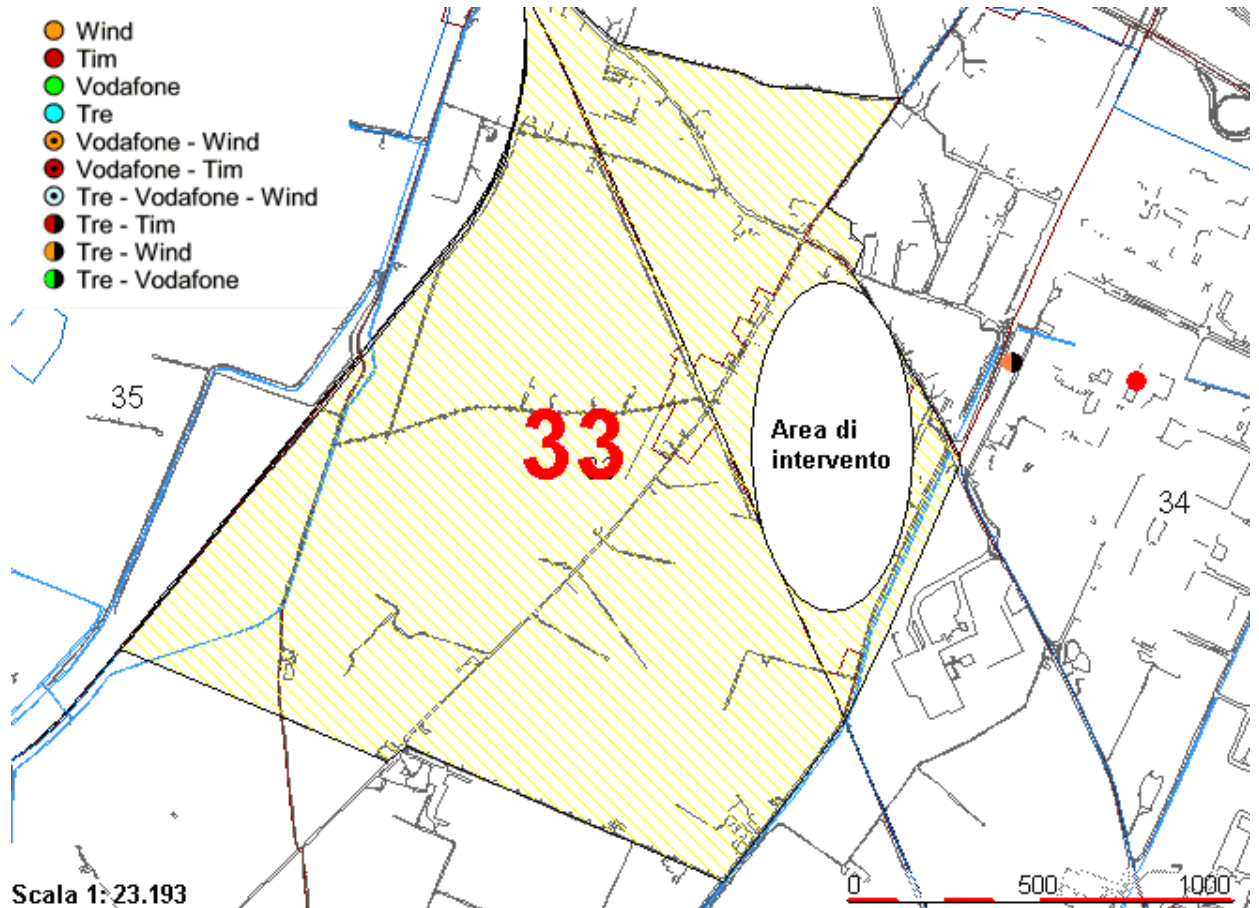 Wind
Tim
Vodafone
Tre
Vodafone - Wind
Vodafone - Tim
Tre - Vodafone - Wind
Tre - Tim
Tre - Wind
Tre - Vodafone
35
33
Area di
intervento
34
Scala 1: 23.193
0 500 1000